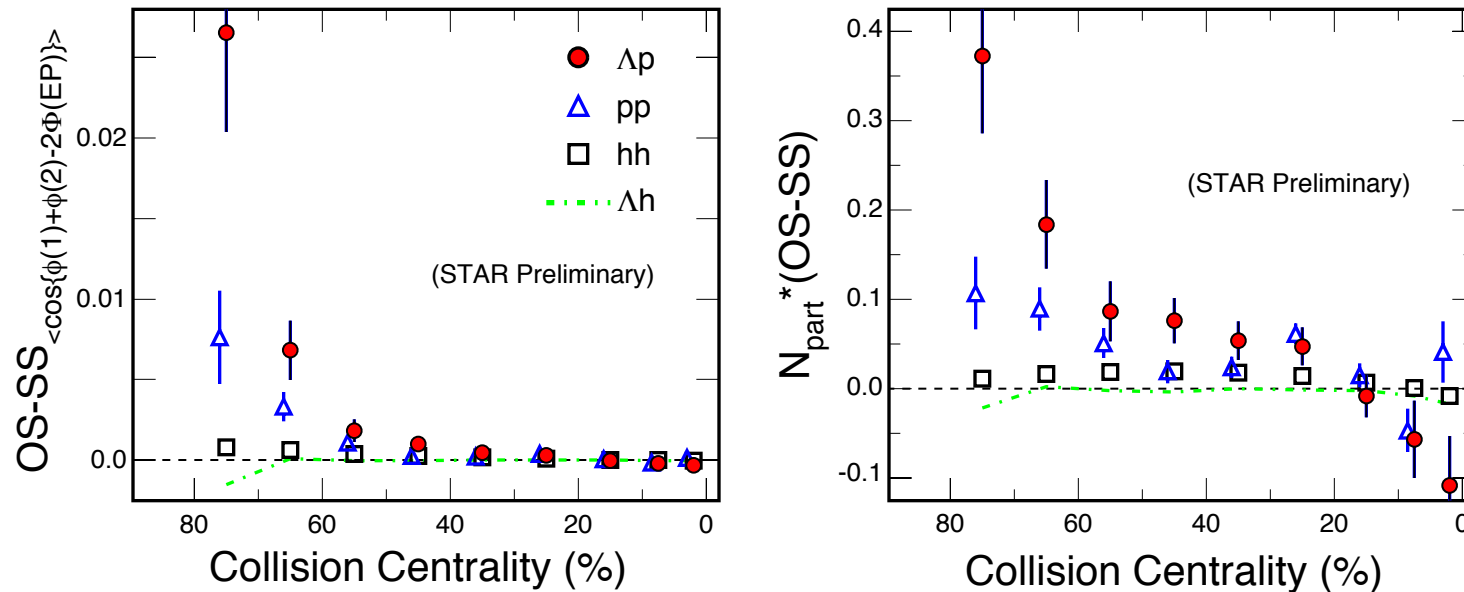 OS-SS<cos{ϕ(1)+ϕ(2)-2Φ(EP)}>
0.02
0.01
0.0
Λp
pp
hh
Λh
(STAR Preliminary)
80 60 40 20 0
Collision Centrality (%)
Npart*(OS-SS)
0.4
0.3
0.2
0.1
0.0
-0.1
(STAR Preliminary)
80 60 40 20 0
Collision Centrality (%)